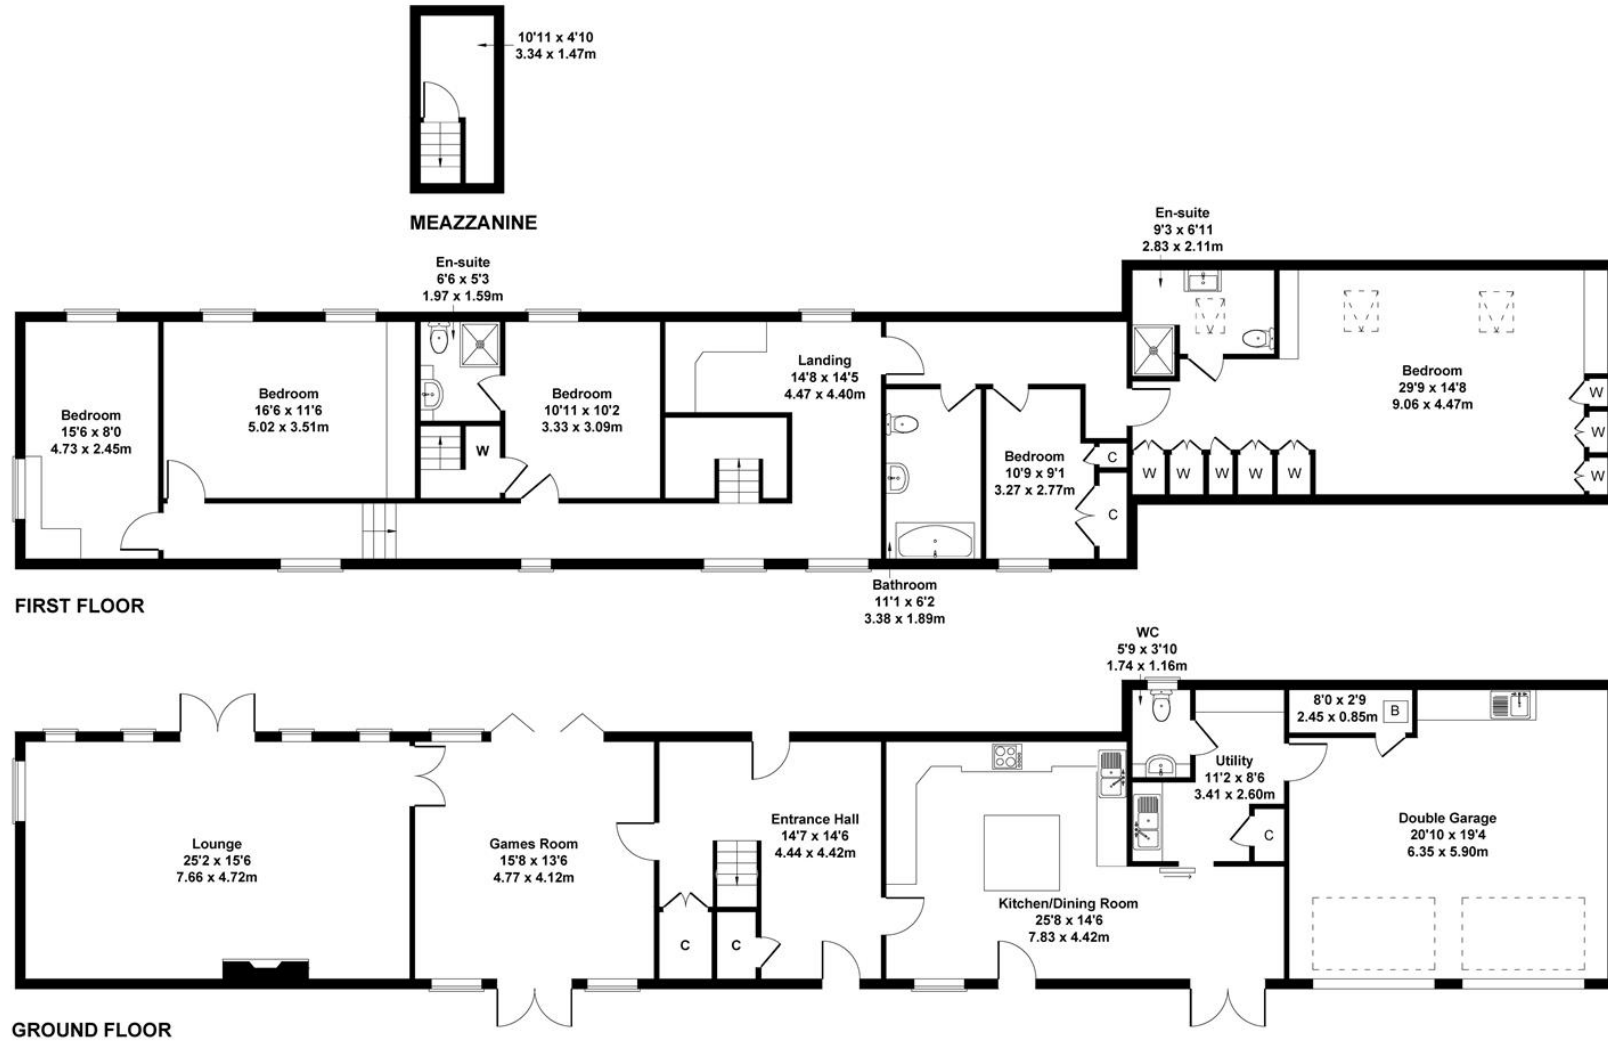 10'11 x 4'10
3.34 x 1.47m
MEAZZANINE
En-suite
6'6 x 5'3
1.97 x 1.59m
En-suite
9'3 x 6'11
2.83 x 2.11m
Bedroom
15'6 x 8'0
4.73 x 2.45m
Bedroom
16'6 x 11'6
5.02 x 3.51m
W
Bedroom
10'11 x 10'2
3.33 x 3.09m
Landing
14'8 x 14'5
4.47 x 4.40m
Bedroom
10'9 x 9'1
3.27 x 2.77m
C
C
Bedroom
29'9 x 14'8
9.06 x 4.47m
W
W
W
W
W
W
W
W
Bathroom
11'1 x 6'2
3.38 x 1.89m
FIRST FLOOR
WC
5'9 x 3'10
1.74 x 1.16m
8'0 x 2'9
2.45 x 0.85m
B
Utility
11'2 x 8'6
3.41 x 2.60m
C
Lounge
25'2 x 15'6
7.66 x 4.72m
Games Room
15'8 x 13'6
4.77 x 4.12m
Entrance Hall
14'7 x 14'6
4.44 x 4.42m
C
C
Kitchen/Dining Room
25'8 x 14'6
7.83 x 4.42m
Double Garage
20'10 x 19'4
6.35 x 5.90m
GROUND FLOOR